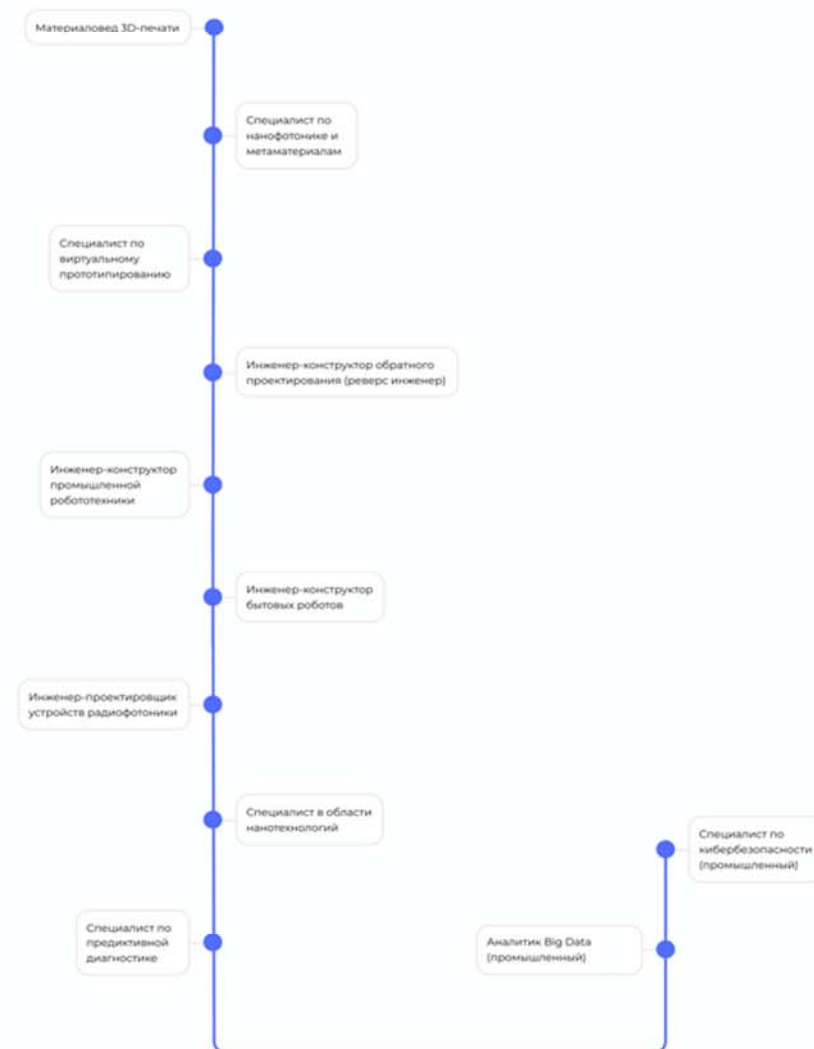 Материаловед 3D-печати
Специалист по
нанофотонике и
метаматериалам
Специалист по
виртуальному
прототипированию
Инженер-конструктор обратного
проектирования (реверс инженер)
Инженер-конструктор
промышленной
робототехники
Инженер-конструктор
бытовых роботов
Инженер-проектировщик
устройств радиофотоники
Специалист в области
нанотехнологий
Специалист по
предиктивной
диагностике
Аналитик Big Data
(промышленный)
Специалист по
кибербезопасности
(промышленный)